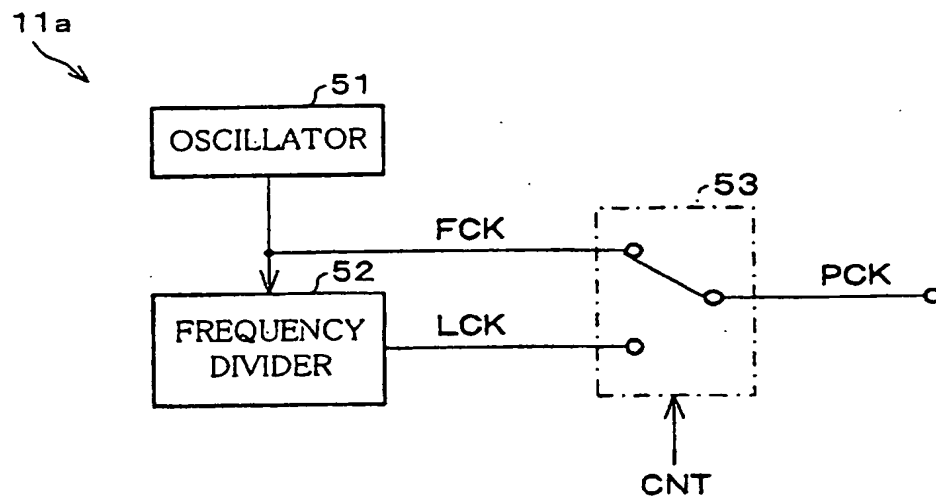 11a
51
OSCILLATOR
53
FCK
PCK
52
FREQUENCY
DIVIDER
LCK
CNT